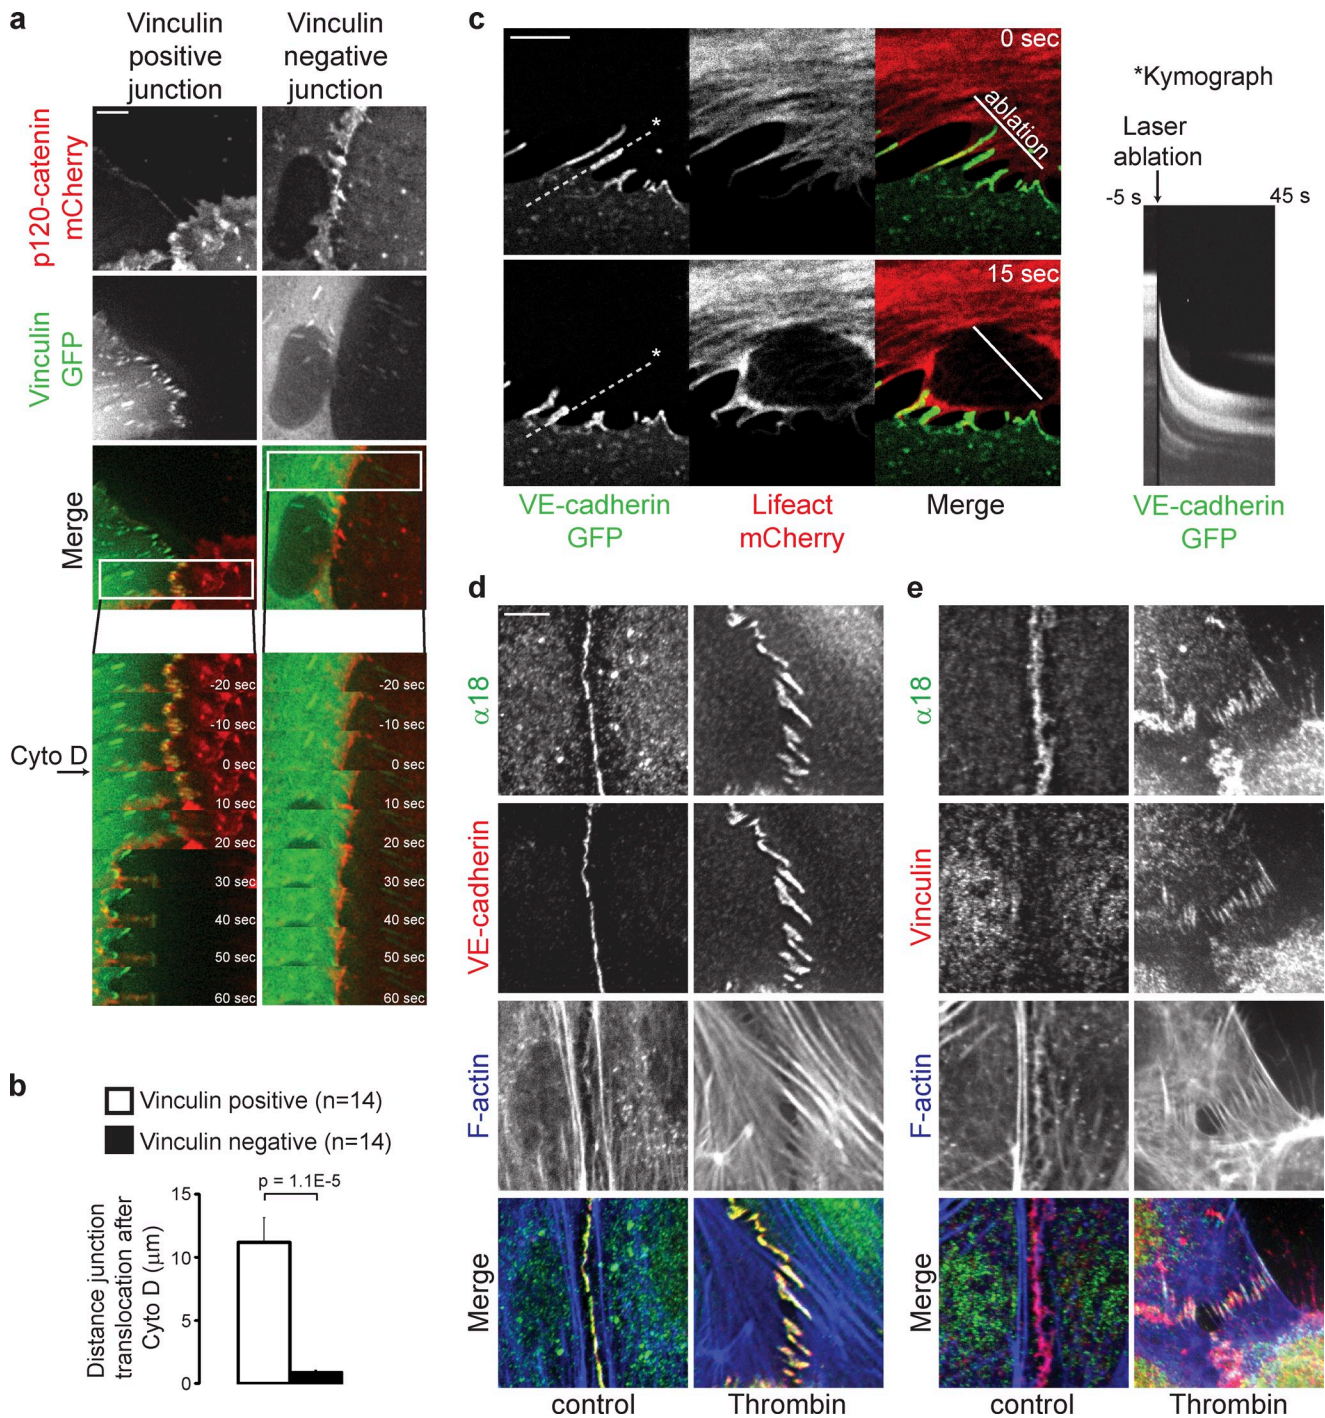 a
Vinculin
positive
junction
Vinculin
negative
junction
p120-catenin
mCherry
Vinculin
GFP
Merge
-20 sec
-10 sec
0 sec
10 sec
20 sec
30 sec
40 sec
50 sec
60 sec
-20 sec
-10 sec
0 sec
10 sec
20 sec
30 sec
40 sec
50 sec
60 sec
Cyto D
b
Vinculin positive (n=14)
Vinculin negative (n=14)
p = 1.1E-5
15
10
5
0
Distance junction
translocation after
Cyto D (μm)
c
0 sec
ablation
*
15 sec
*
VE-cadherin
GFP
Lifeact
mCherry
Merge
*Kymograph
Laser
ablation
-5 s
45 s
VE-cadherin
GFP
d
α18
VE-cadherin
F-actin
Merge
control
Thrombin
e
α18
Vinculin
F-actin
Merge
control
Thrombin